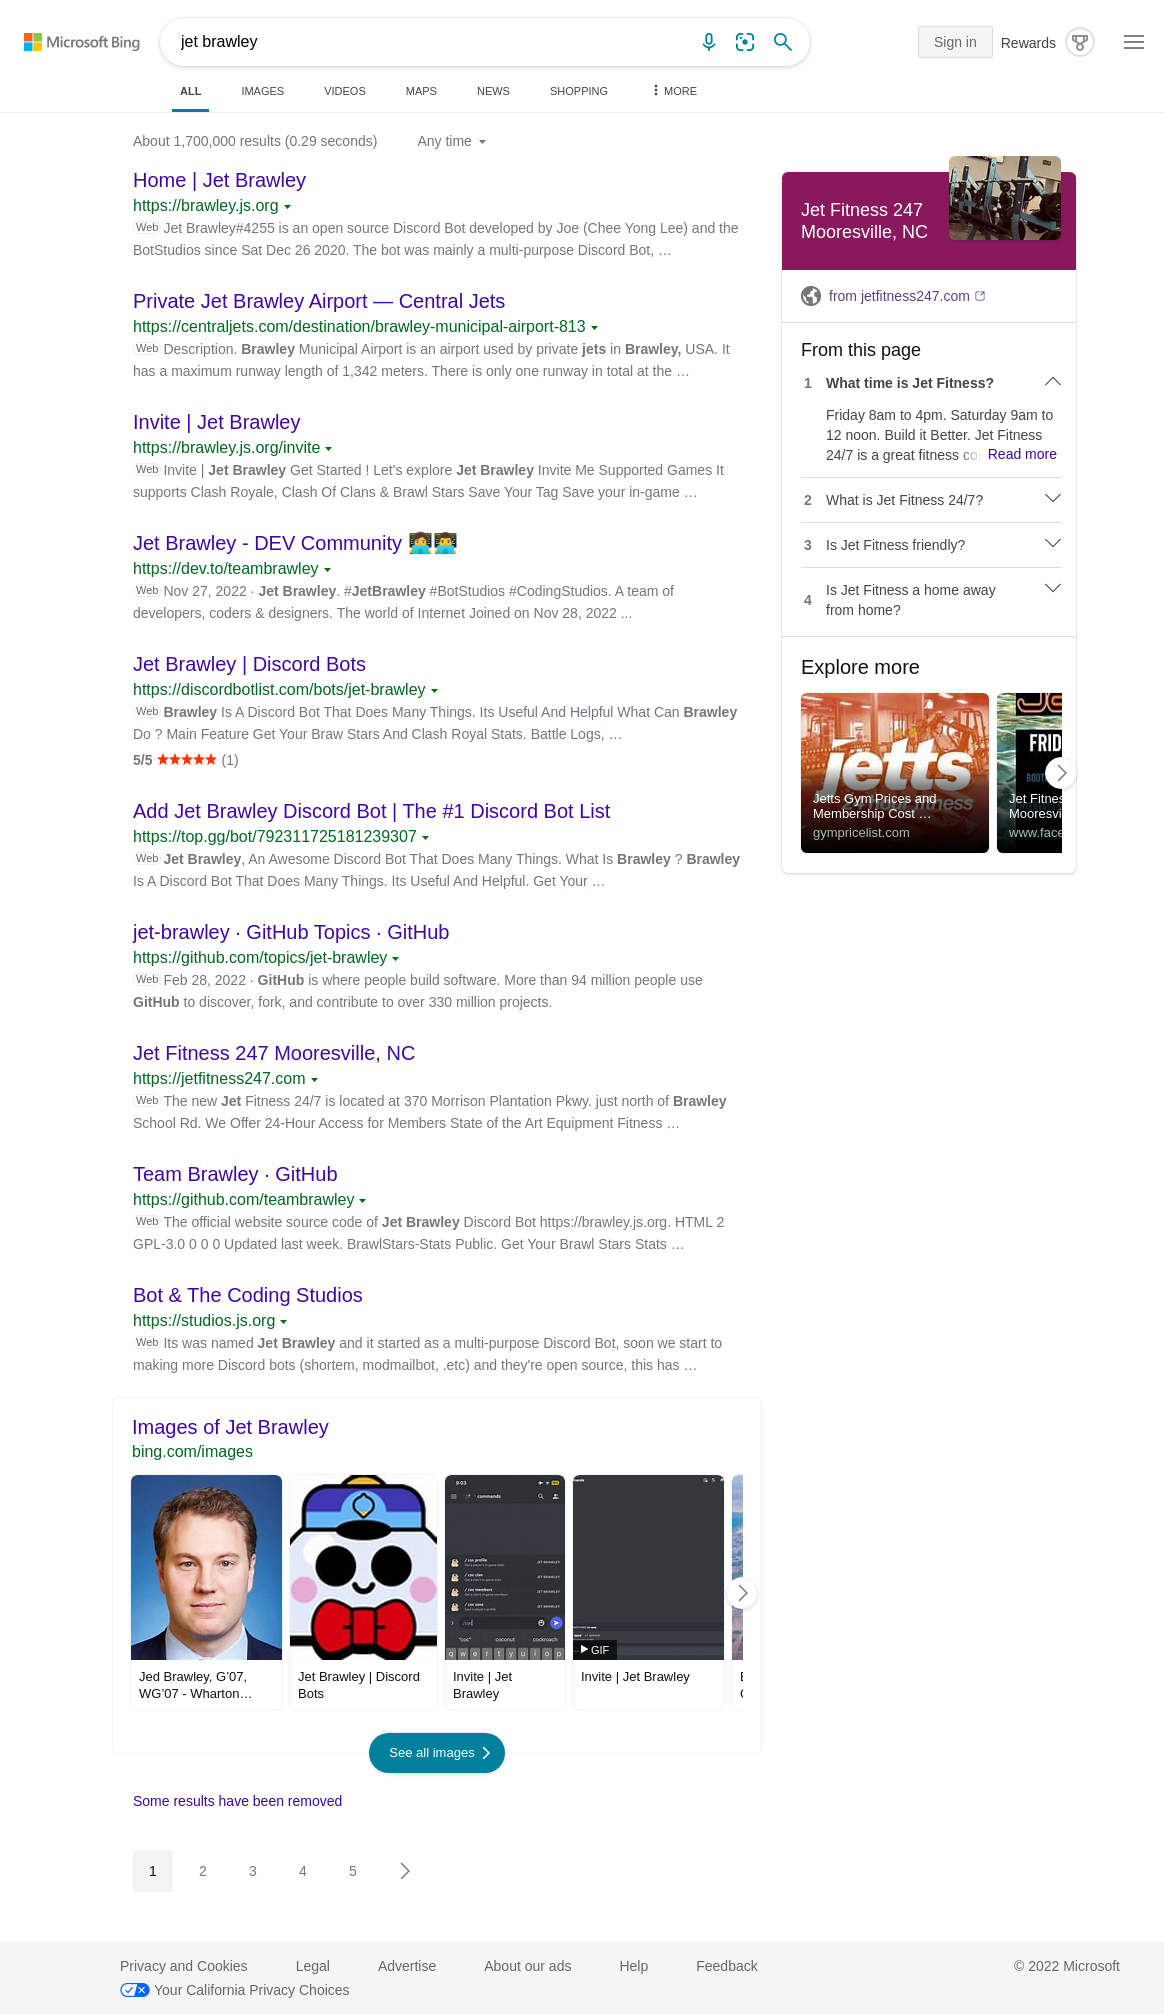 Microsoft Bing
jet brawley
Sign in
Rewards
ALL
IMAGES
VIDEOS
MAPS
NEWS
SHOPPING
MORE
About 1,700,000 results (0.29 seconds)
Any time
Home | Jet Brawley
https://brawley.js.org
Web Jet Brawley#4255 is an open source Discord Bot developed by Joe (Chee Yong Lee) and the
BotStudios since Sat Dec 26 2020. The bot was mainly a multi-purpose Discord Bot, …
Private Jet Brawley Airport — Central Jets
https://centraljets.com/destination/brawley-municipal-airport-813
Web Description. Brawley Municipal Airport is an airport used by private jets in Brawley, USA. It
has a maximum runway length of 1,342 meters. There is only one runway in total at the …
Invite | Jet Brawley
https://brawley.js.org/invite
Web Invite | Jet Brawley Get Started ! Let's explore Jet Brawley Invite Me Supported Games It
supports Clash Royale, Clash Of Clans & Brawl Stars Save Your Tag Save your in-game …
Jet Brawley - DEV Community 👩‍💻👨‍💻
https://dev.to/teambrawley
Web Nov 27, 2022 · Jet Brawley. #JetBrawley #BotStudios #CodingStudios. A team of
developers, coders & designers. The world of Internet Joined on Nov 28, 2022 ...
Jet Brawley | Discord Bots
https://discordbotlist.com/bots/jet-brawley
Web Brawley Is A Discord Bot That Does Many Things. Its Useful And Helpful What Can Brawley
Do ? Main Feature Get Your Braw Stars And Clash Royal Stats. Battle Logs, …
5/5 ★★★★★ (1)
Add Jet Brawley Discord Bot | The #1 Discord Bot List
https://top.gg/bot/792311725181239307
Web Jet Brawley, An Awesome Discord Bot That Does Many Things. What Is Brawley ? Brawley
Is A Discord Bot That Does Many Things. Its Useful And Helpful. Get Your …
jet-brawley · GitHub Topics · GitHub
https://github.com/topics/jet-brawley
Web Feb 28, 2022 · GitHub is where people build software. More than 94 million people use
GitHub to discover, fork, and contribute to over 330 million projects.
Jet Fitness 247 Mooresville, NC
https://jetfitness247.com
Web The new Jet Fitness 24/7 is located at 370 Morrison Plantation Pkwy. just north of Brawley
School Rd. We Offer 24-Hour Access for Members State of the Art Equipment Fitness …
Team Brawley · GitHub
https://github.com/teambrawley
Web The official website source code of Jet Brawley Discord Bot https://brawley.js.org. HTML 2
GPL-3.0 0 0 0 Updated last week. BrawlStars-Stats Public. Get Your Brawl Stars Stats …
Bot & The Coding Studios
https://studios.js.org
Web Its was named Jet Brawley and it started as a multi-purpose Discord Bot, soon we start to
making more Discord bots (shortem, modmailbot, .etc) and they're open source, this has …
Images of Jet Brawley
bing.com/images
9:03
commands
/ coc profile
JET BRAWLEY
/ coc clan
JET BRAWLEY
/ coc members
JET BRAWLEY
/ coc save
JET BRAWLEY
/coc
"coc" coconut cockroach
q w e r t y u i o p
GIF
Jed Brawley, G'07,
WG'07 - Wharton…
Jet Brawley | Discord
Bots
Invite | Jet
Brawley
Invite | Jet Brawley
See all images
Some results have been removed
1
2
3
4
5
Jet Fitness 247
Mooresville, NC
from jetfitness247.com
From this page
1 What time is Jet Fitness?
Friday 8am to 4pm. Saturday 9am to
12 noon. Build it Better. Jet Fitness
24/7 is a great fitness co Read more
2 What is Jet Fitness 24/7?
3 Is Jet Fitness friendly?
4 Is Jet Fitness a home away
from home?
Explore more
jetts
24 hour fitness
Jetts Gym Prices and
Membership Cost …
gympricelist.com
FRID
BOOT
Jet Fitnes
Mooresvi
www.face
Privacy and Cookies
Legal
Advertise
About our ads
Help
Feedback
© 2022 Microsoft
Your California Privacy Choices